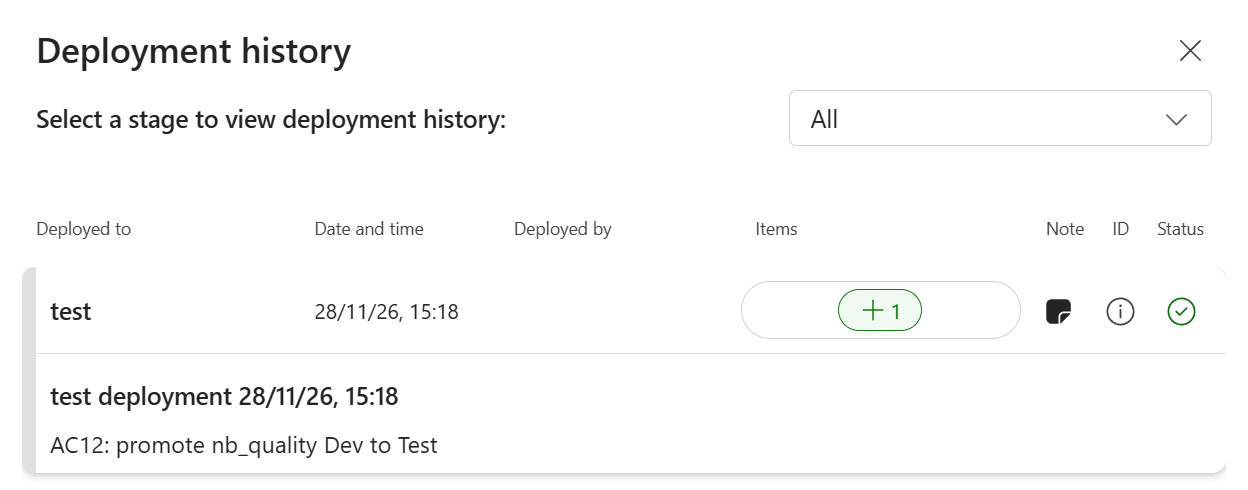 Deployment history
Select a stage to view deployment history:
All
Deployed to Date and time Deployed by Items Note ID Status
test 28/11/26, 15:18 +1
test deployment 28/11/26, 15:18
AC12: promote nb_quality Dev to Test